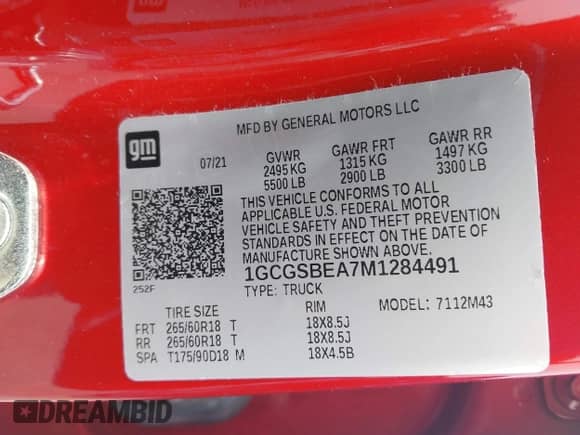 MFD BY GENERAL MOTORS LLC
gm
07/21
GVWR GAWR FRT GAWR RR
2495 KG 1315 KG 1497 KG
5500 LB 2900 LB 3300 LB
THIS VEHICLE CONFORMS TO ALL
APPLICABLE U.S. FEDERAL MOTOR
VEHICLE SAFETY AND THEFT PREVENTION
STANDARDS IN EFFECT ON THE DATE OF
MANUFACTURE SHOWN ABOVE.
1GCGSBEA7M1284491
252F
TYPE: TRUCK MODEL: 7112M43
TIRE SIZE RIM
FRT 265/60R18 T 18X8.5J
RR 265/60R18 T 18X8.5J
SPA T175/90D18 M 18X4.5B
DREAMBID